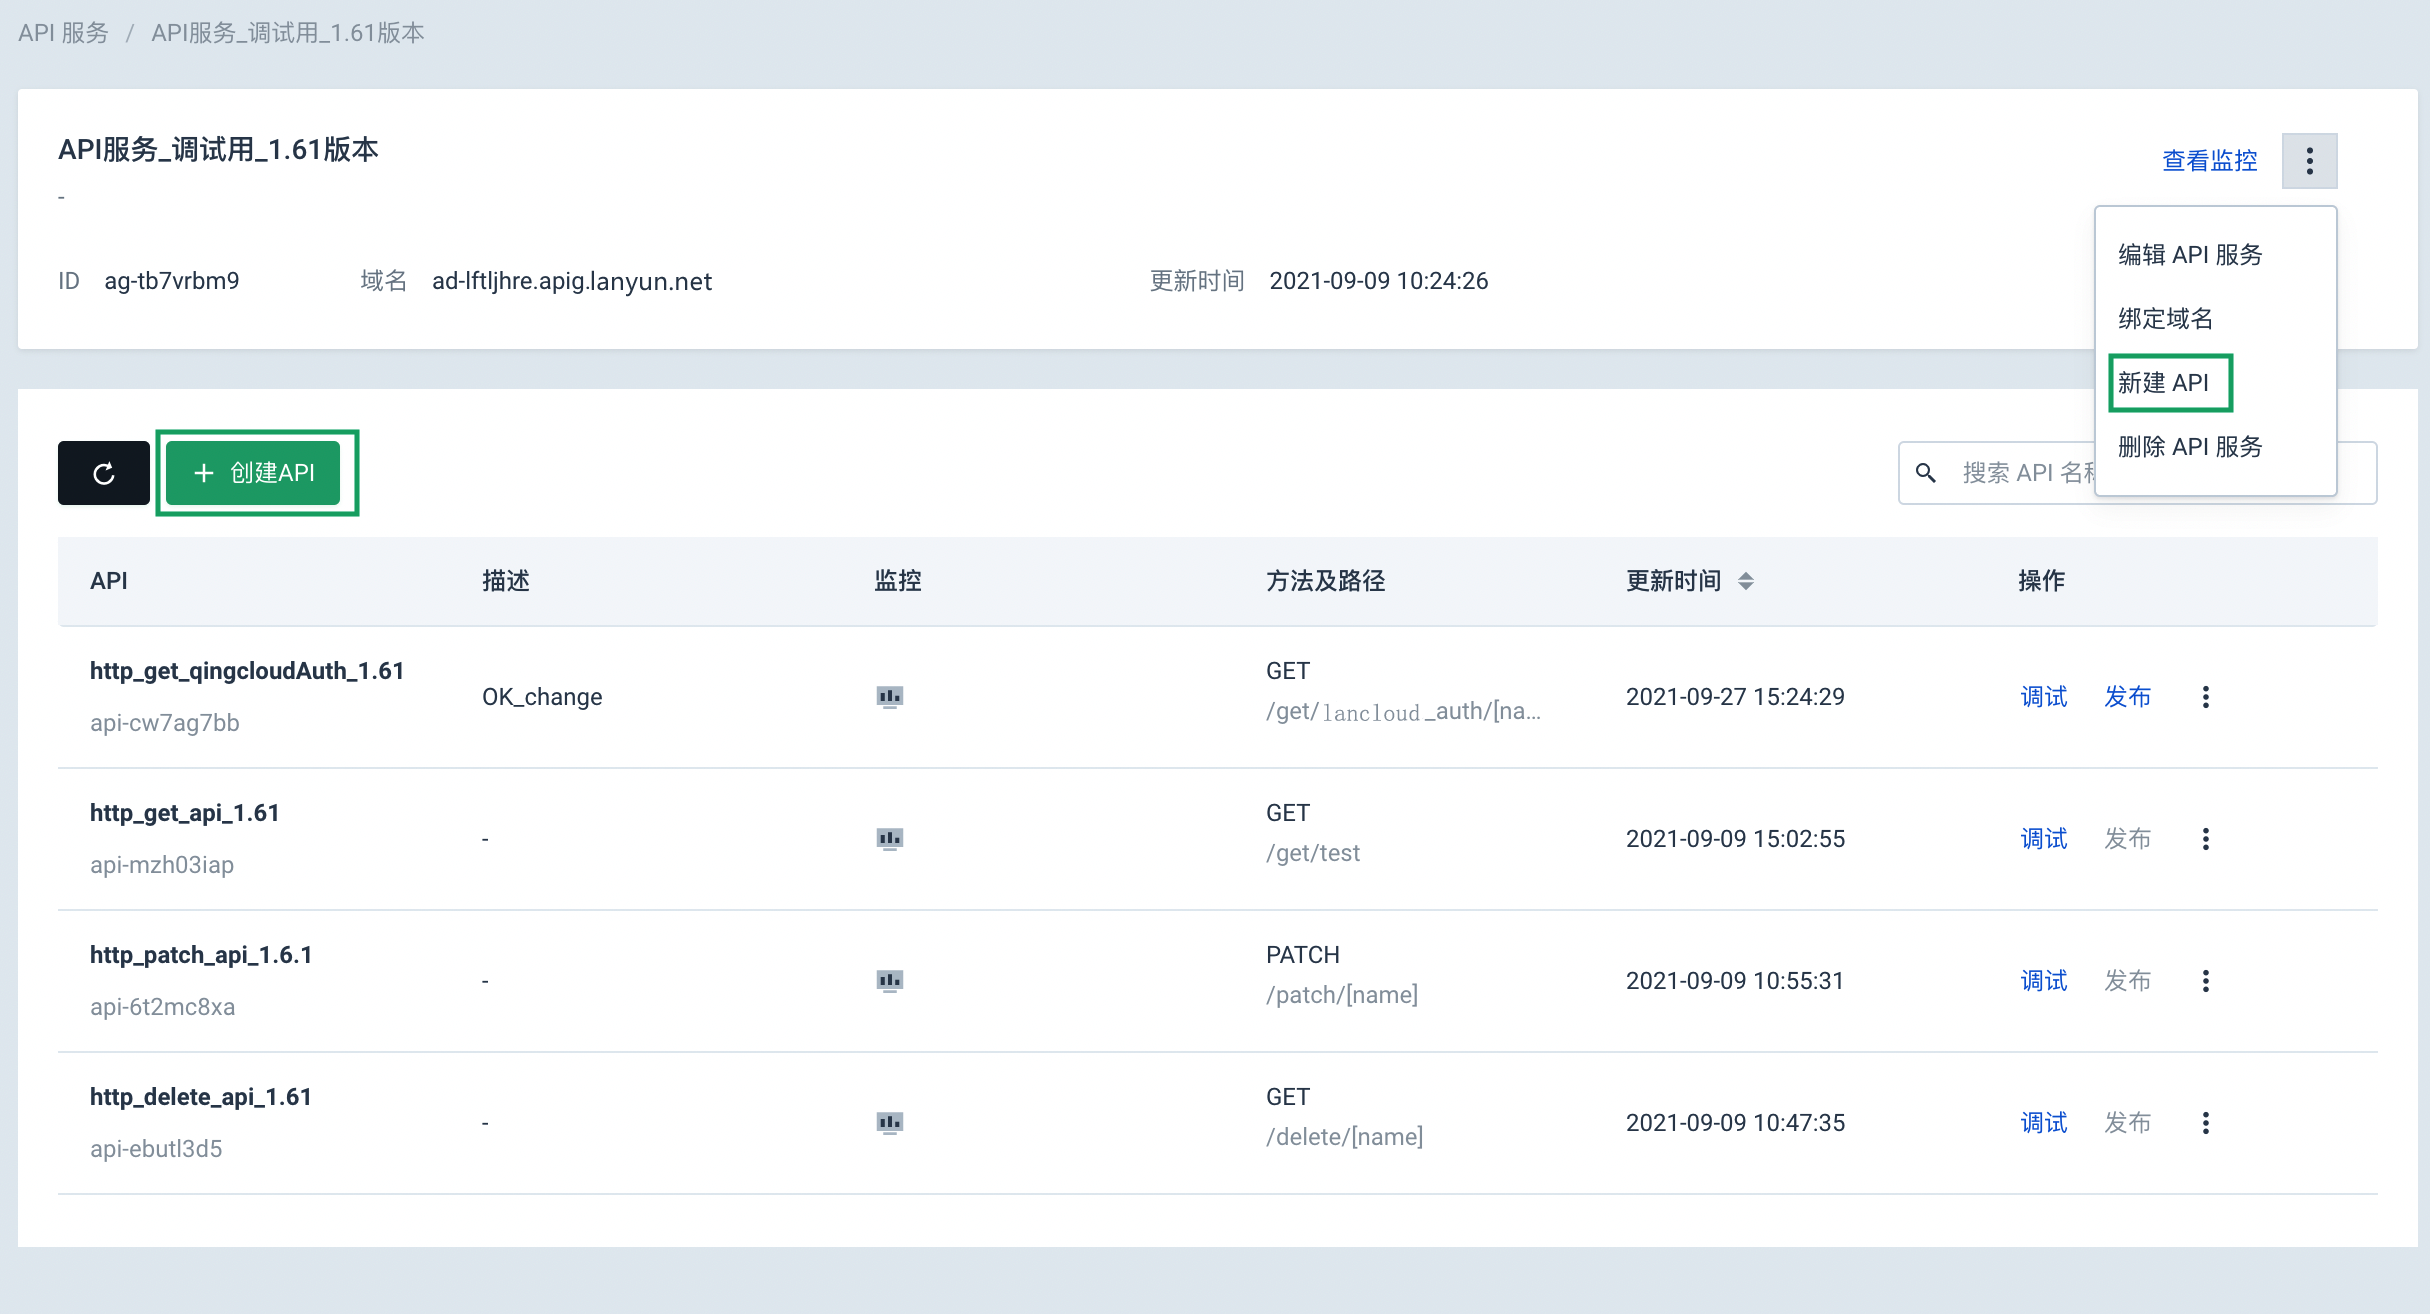 API 服务 / API服务_调试用_1.61版本
API服务_调试用_1.61版本
查看监控
-
ID ag-tb7vrbm9 域名 ad-lftljhre.apig.lanyun.net 更新时间 2021-09-09 10:24:26
编辑 API 服务
绑定域名
新建 API
删除 API 服务
创建API
搜索 API 名
API 描述 监控 方法及路径 更新时间 操作
http_get_qingcloudAuth_1.61
api-cw7ag7bb
OK_change
GET
/get/lancloud_auth/[na...
2021-09-27 15:24:29
调试 发布
http_get_api_1.61
api-mzh03iap
-
GET
/get/test
2021-09-09 15:02:55
调试 发布
http_patch_api_1.6.1
api-6t2mc8xa
-
PATCH
/patch/[name]
2021-09-09 10:55:31
调试 发布
http_delete_api_1.61
api-ebutl3d5
-
GET
/delete/[name]
2021-09-09 10:47:35
调试 发布